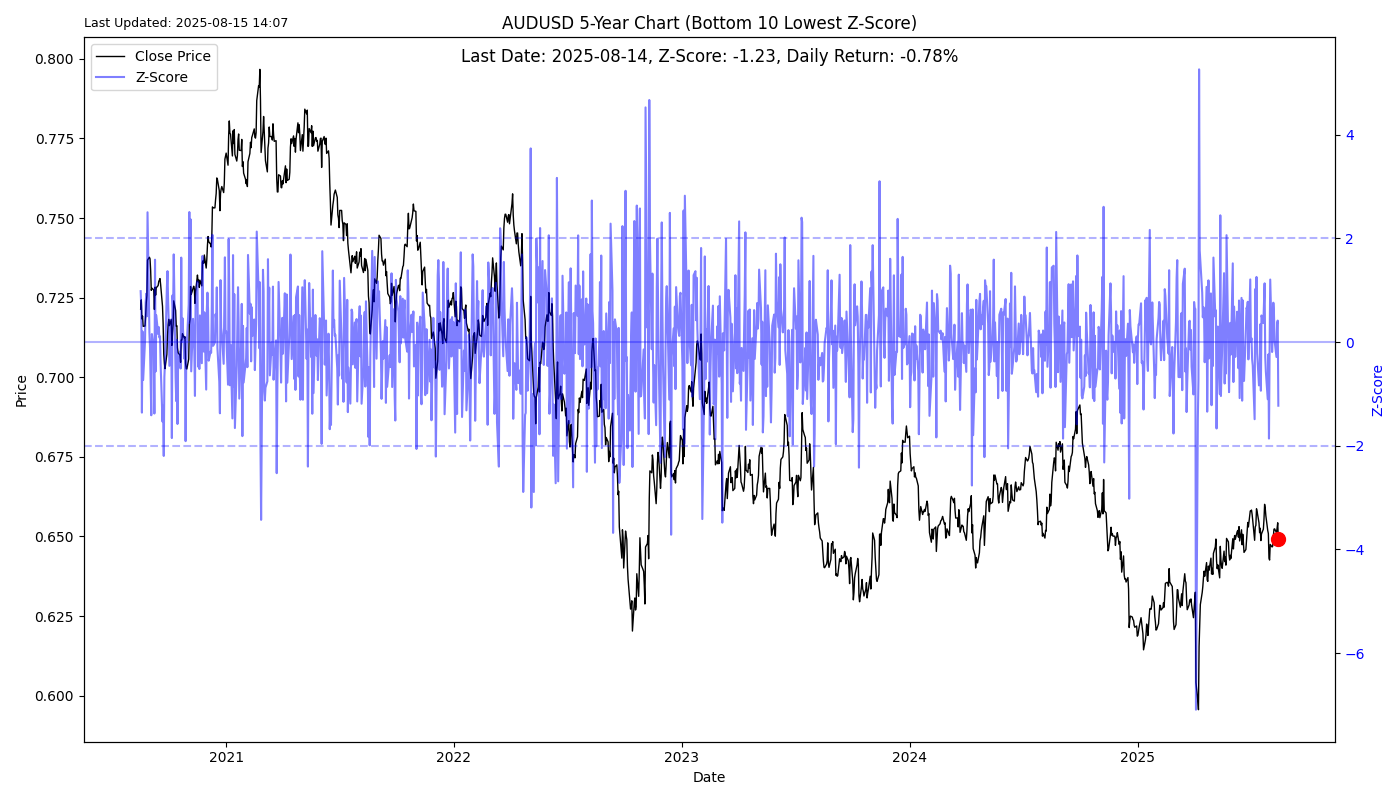 Last Updated: 2025-08-15 14:07
AUDUSD 5-Year Chart (Bottom 10 Lowest Z-Score)
Last Date: 2025-08-14, Z-Score: -1.23, Daily Return: -0.78%
Close Price
Z-Score
0.800
0.775
0.750
0.725
0.700
0.675
0.650
0.625
0.600
Price
4
2
0
−2
−4
−6
Z-Score
2021
2022
2023
2024
2025
Date